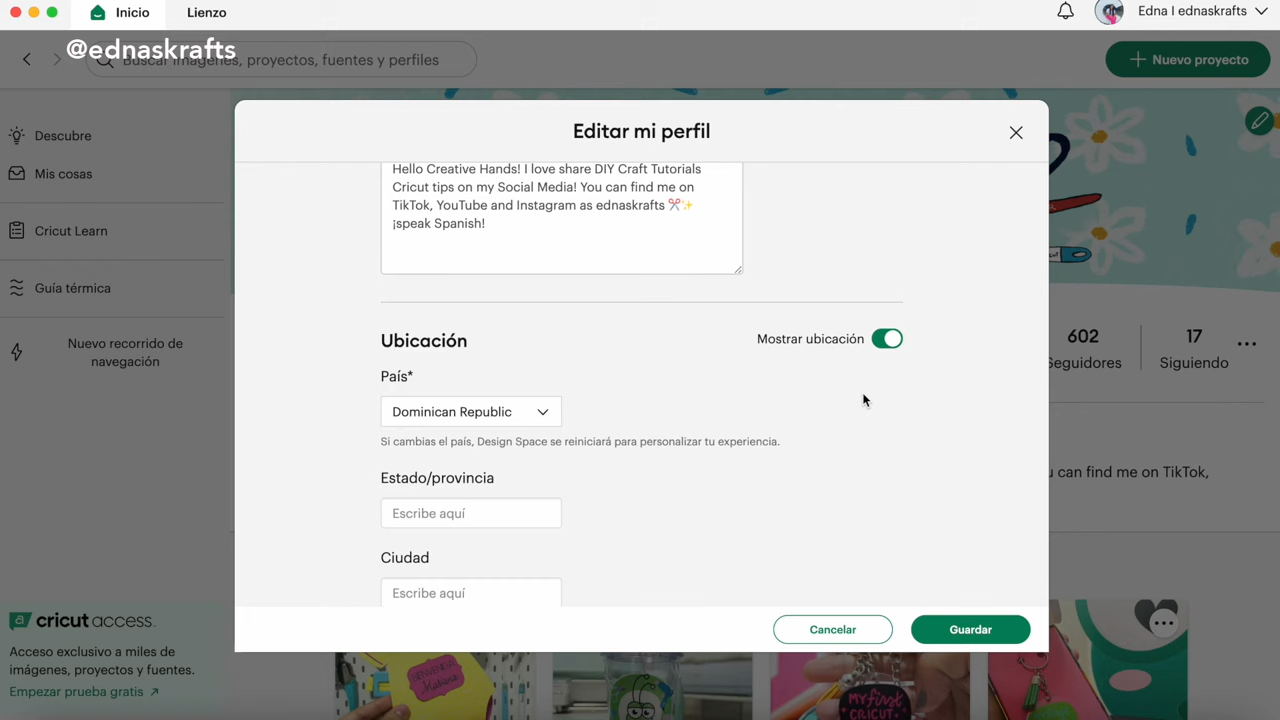 Inicio
Lienzo
Edna I ednaskrafts
@ednaskrafts
Buscar imágenes, proyectos, fuentes y perfiles
Nuevo proyecto
Descubre
Mis cosas
Cricut Learn
Guía térmica
Nuevo recorrido de
navegación
Editar mi perfil
Hello Creative Hands! I love share DIY Craft Tutorials
Cricut tips on my Social Media! You can find me on
TikTok, YouTube and Instagram as ednaskrafts ✂️✨
¡speak Spanish!
Ubicación
Mostrar ubicación
País*
Dominican Republic
Si cambias el país, Design Space se reiniciará para personalizar tu experiencia.
Estado/provincia
Escribe aquí
Ciudad
Escribe aquí
Cancelar
Guardar
602
Seguidores
17
Siguiendo
can find me on TikTok,
cricut access.
Acceso exclusivo a miles de
imágenes, proyectos y fuentes.
Empezar prueba gratis
BIENVENIDA
MY first
CRICUT